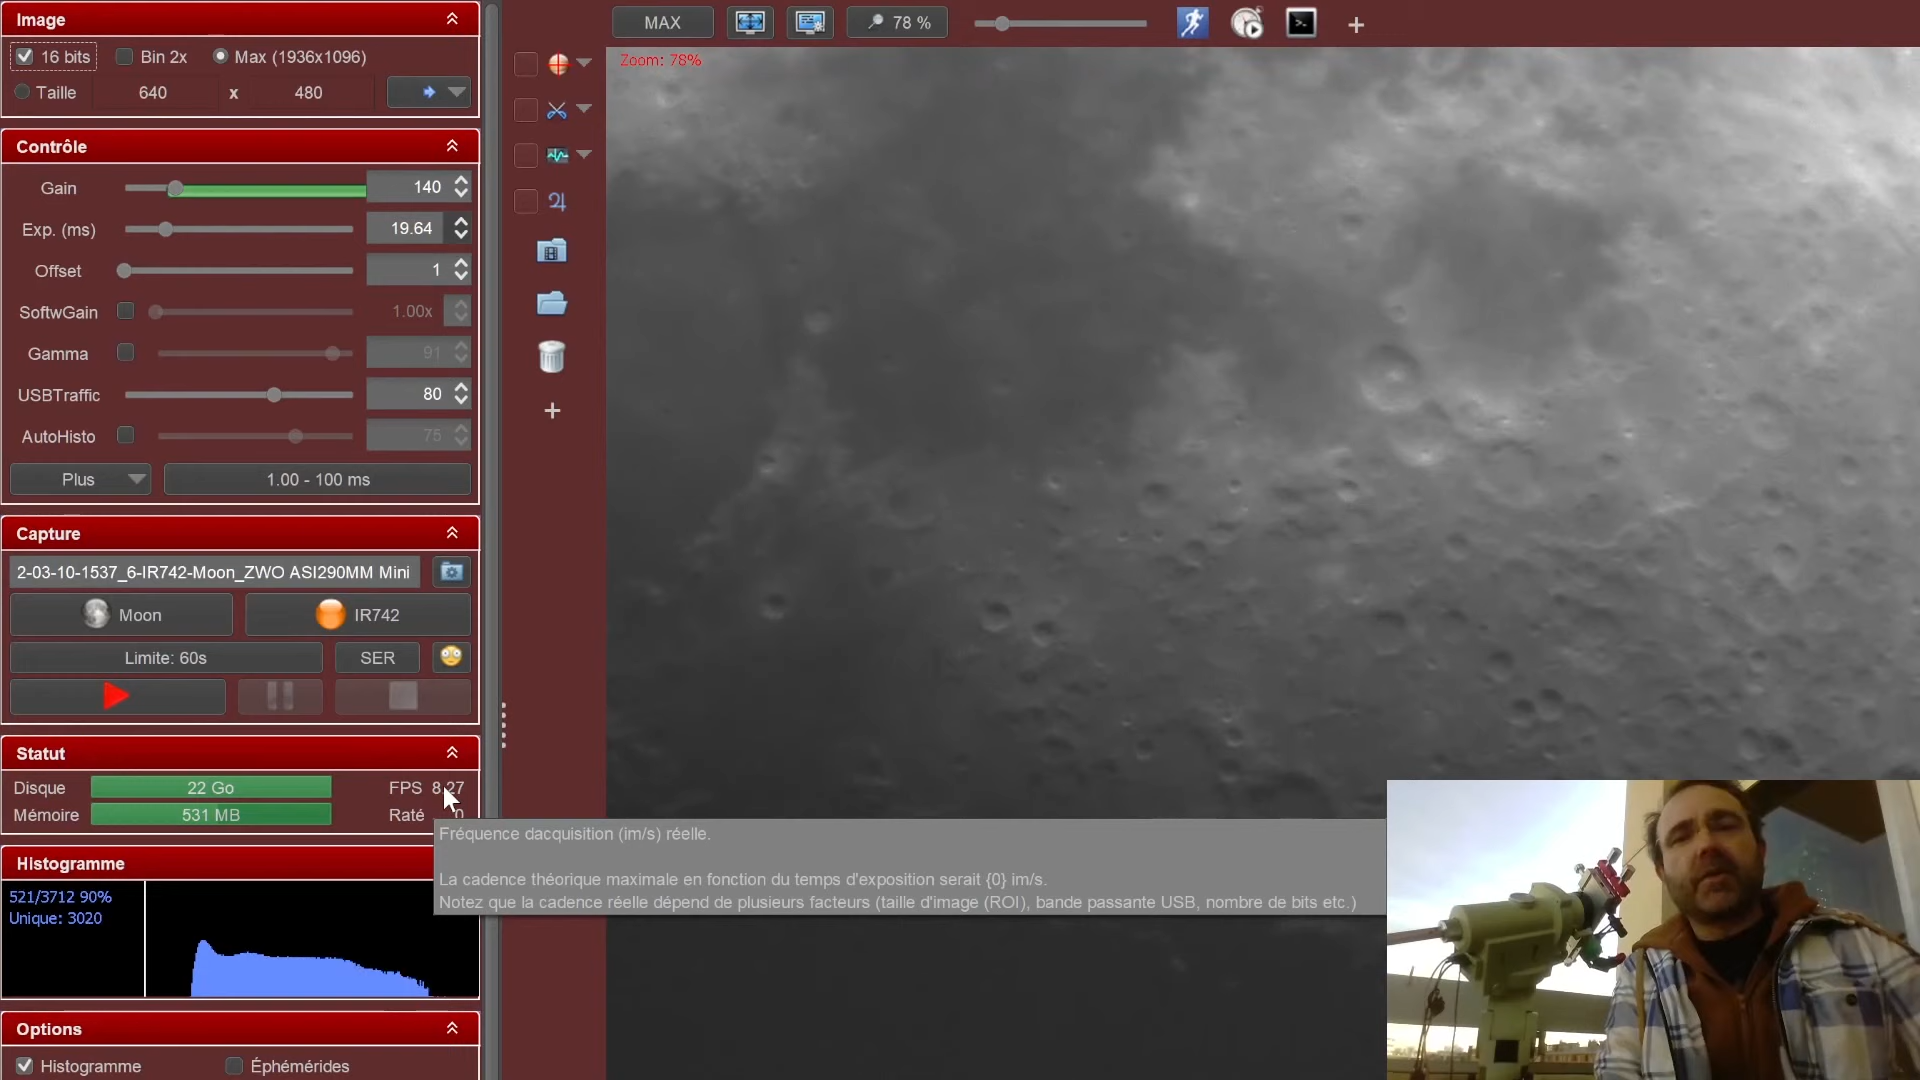 Image
16 bits
Bin 2x
Max (1936x1096)
Taille
640
x
480
Contrôle
Gain
140
Exp. (ms)
19.64
Offset
1
SoftwGain
1.00x
Gamma
91
USBTraffic
80
AutoHisto
75
Plus
1.00 - 100 ms
Capture
2-03-10-1537_6-IR742-Moon_ZWO ASI290MM Mini
Moon
IR742
Limite: 60s
SER
Statut
Disque
22 Go
FPS
8.27
Mémoire
531 MB
Raté
0
Histogramme
521/3712 90%
Unique: 3020
Options
Histogramme
Éphémérides
MAX
78 %
Zoom: 78%
Fréquence dacquisition (im/s) réelle.
La cadence théorique maximale en fonction du temps d'exposition serait {0} im/s.
Notez que la cadence réelle dépend de plusieurs facteurs (taille d'image (ROI), bande passante USB, nombre de bits etc.)